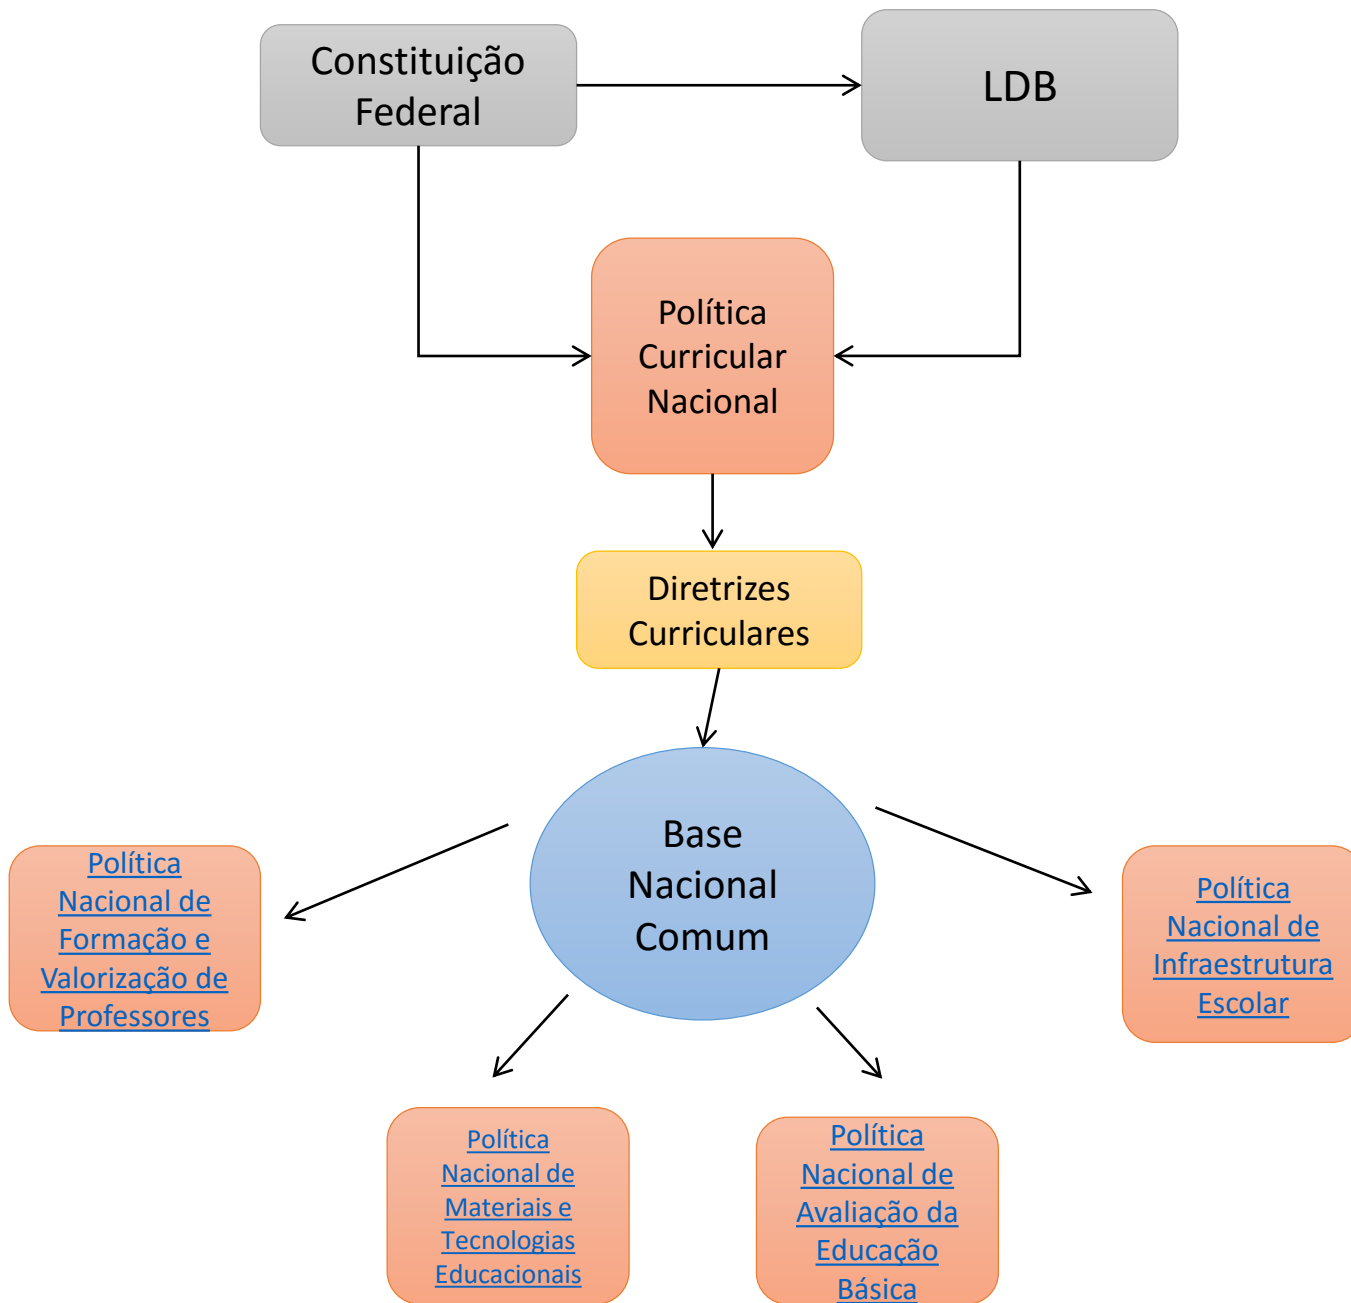 Constituição
Federal
LDB
Política
Curricular
Nacional
Diretrizes
Curriculares
Base
Nacional
Comum
Política
Nacional de
Formação e
Valorização de
Professores
Política
Nacional de
Infraestrutura
Escolar
Política
Nacional de
Materiais e
Tecnologias
Educacionais
Política
Nacional de
Avaliação da
Educação
Básica